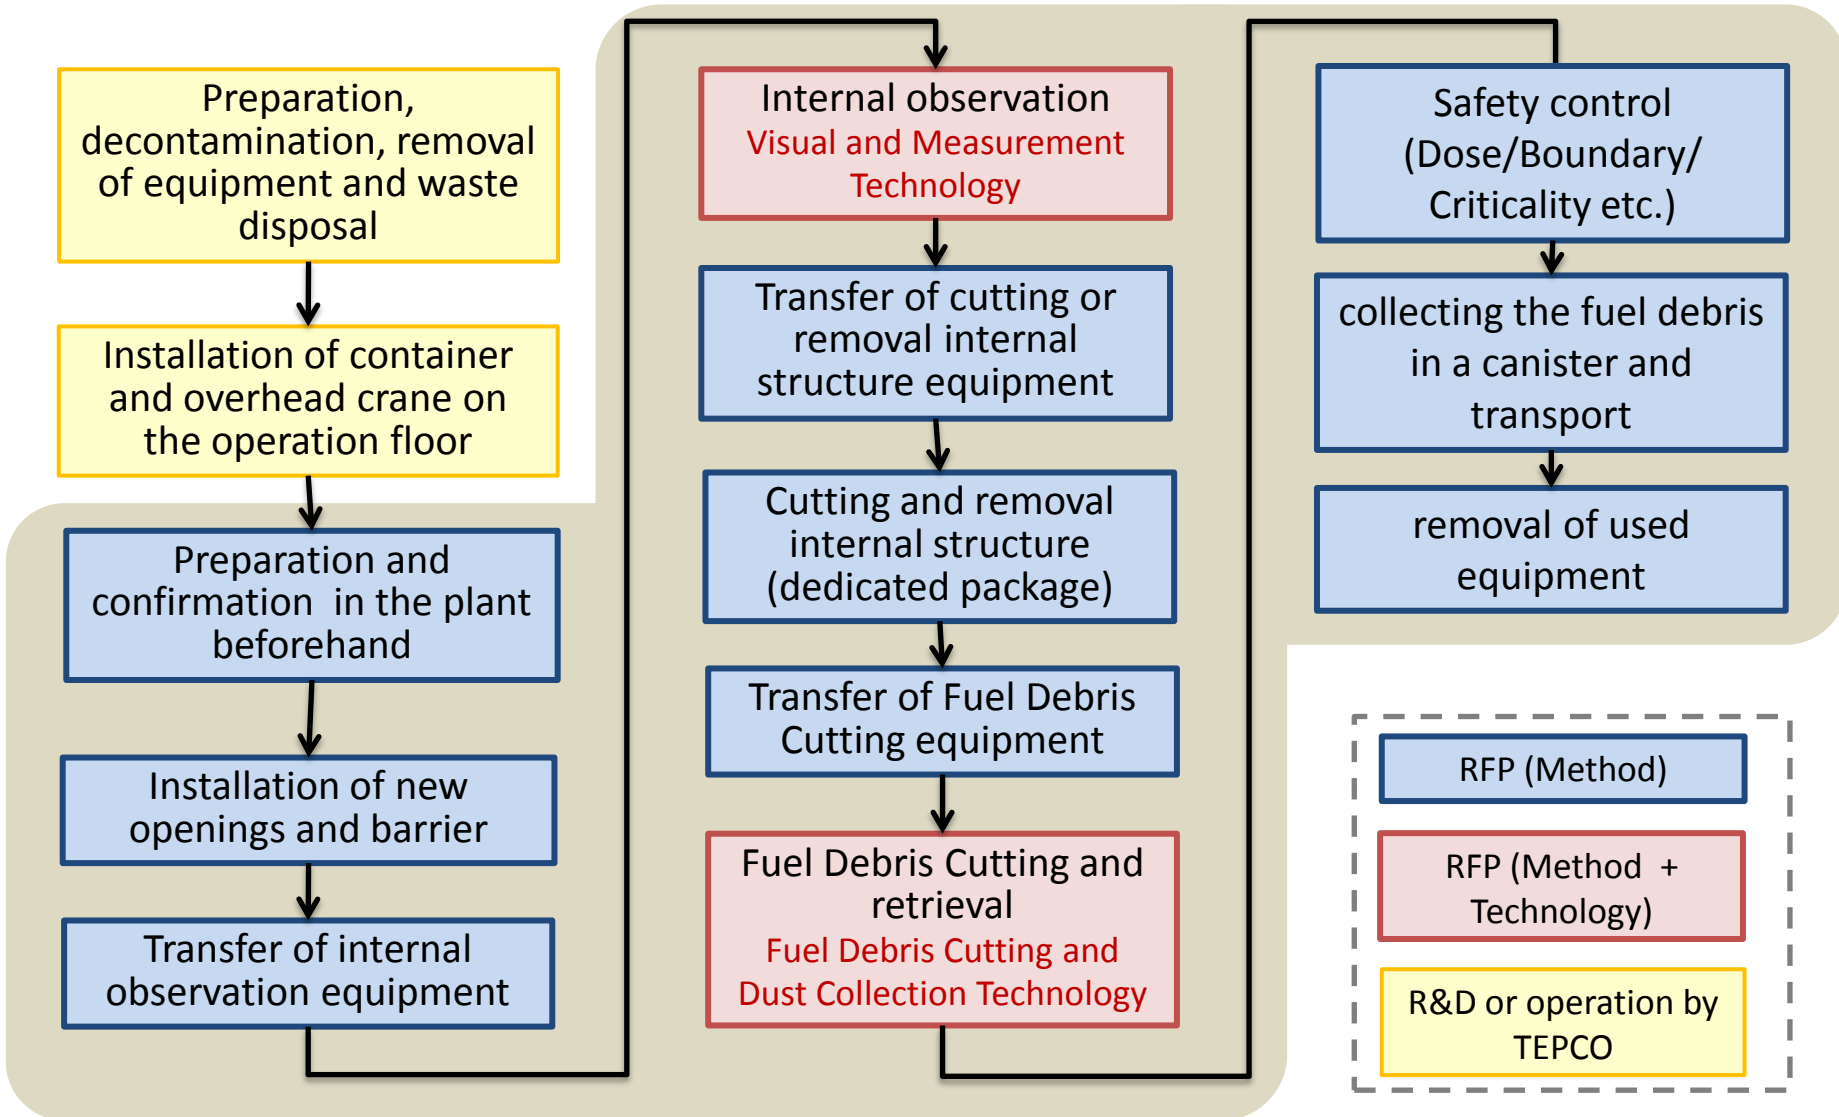 Preparation,
decontamination, removal
of equipment and waste
disposal
Installation of container
and overhead crane on
the operation floor
Preparation and
confirmation in the plant
beforehand
Installation of new
openings and barrier
Transfer of internal
observation equipment
Internal observation
Visual and Measurement
Technology
Transfer of cutting or
removal internal
structure equipment
Cutting and removal
internal structure
(dedicated package)
Transfer of Fuel Debris
Cutting equipment
Fuel Debris Cutting and
retrieval
Fuel Debris Cutting and
Dust Collection Technology
Safety control
(Dose/Boundary/
Criticality etc.)
collecting the fuel debris
in a canister and
transport
removal of used
equipment
RFP (Method)
RFP (Method +
Technology)
R&D or operation by
TEPCO